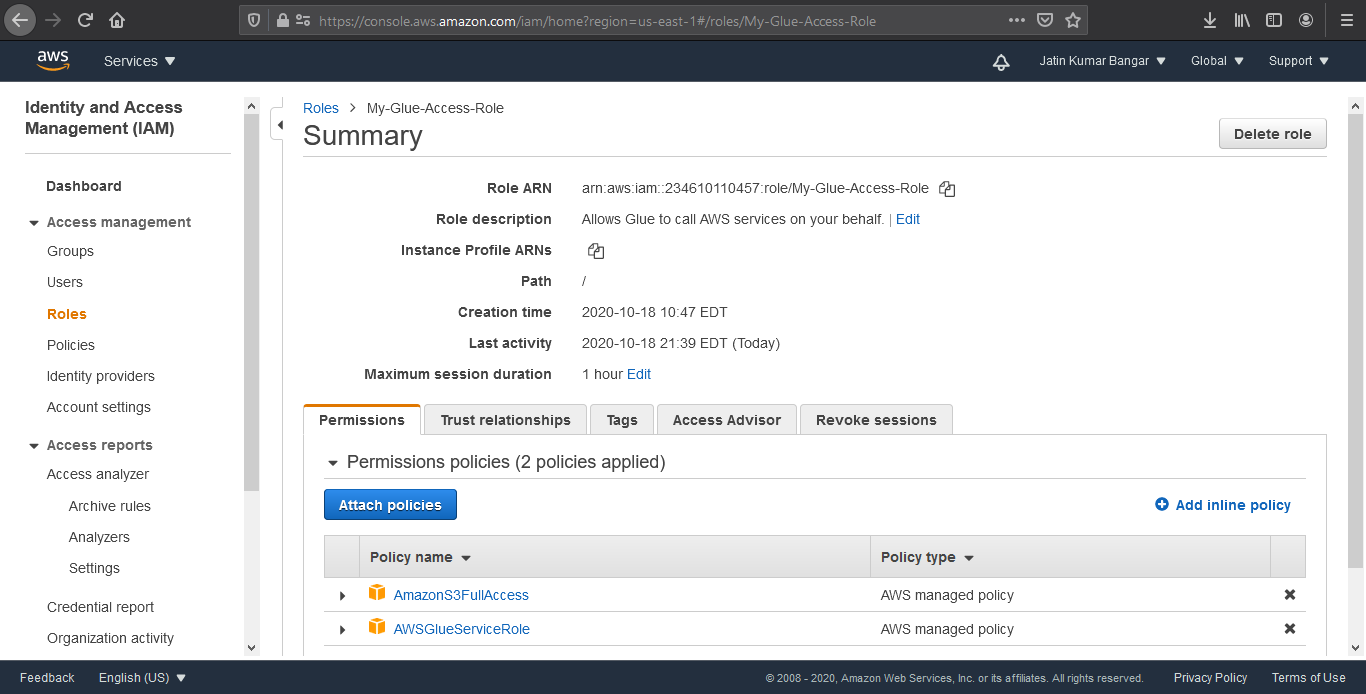 https://console.aws.amazon.com/iam/home?region=us-east-1#/roles/My-Glue-Access-Role
aws
Services
Jatin Kumar Bangar
Global
Support
Identity and Access Management (IAM)
Dashboard
Access management
Groups
Users
Roles
Policies
Identity providers
Account settings
Access reports
Access analyzer
Archive rules
Analyzers
Settings
Credential report
Organization activity
Roles > My-Glue-Access-Role
Summary
Delete role
Role ARN arn:aws:iam::234610110457:role/My-Glue-Access-Role
Role description Allows Glue to call AWS services on your behalf. | Edit
Instance Profile ARNs
Path /
Creation time 2020-10-18 10:47 EDT
Last activity 2020-10-18 21:39 EDT (Today)
Maximum session duration 1 hour Edit
Permissions Trust relationships Tags Access Advisor Revoke sessions
Permissions policies (2 policies applied)
Attach policies Add inline policy
Policy name Policy type
AmazonS3FullAccess AWS managed policy
AWSGlueServiceRole AWS managed policy
Feedback English (US) © 2008 - 2020, Amazon Web Services, Inc. or its affiliates. All rights reserved. Privacy Policy Terms of Use